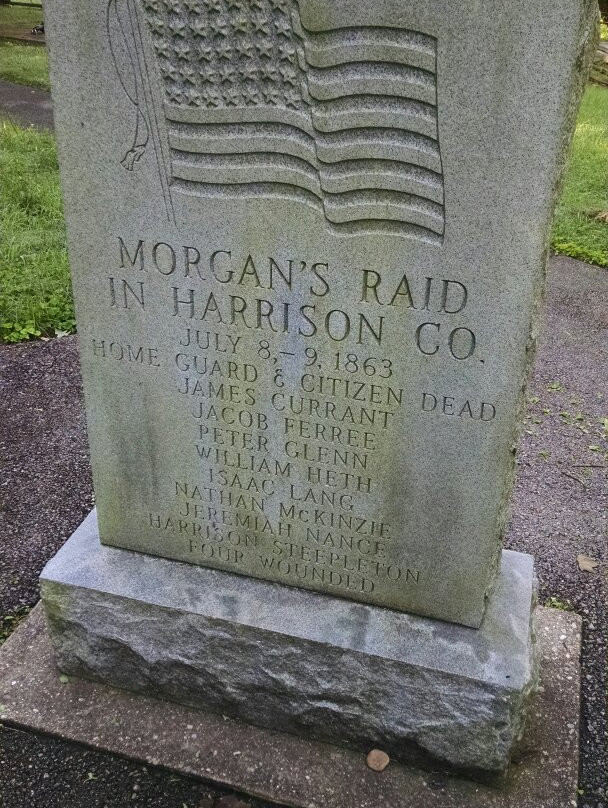 MORGAN'S RAID
IN HARRISON CO.
JULY 8,–9, 1863
HOME GUARD & CITIZEN DEAD
JAMES CURRANT
JACOB FERREE
PETER GLENN
WILLIAM HETH
ISAAC LANG
NATHAN MCKINZIE
JEREMIAH NANCE
HARRISON STEEPLETON
FOUR WOUNDED